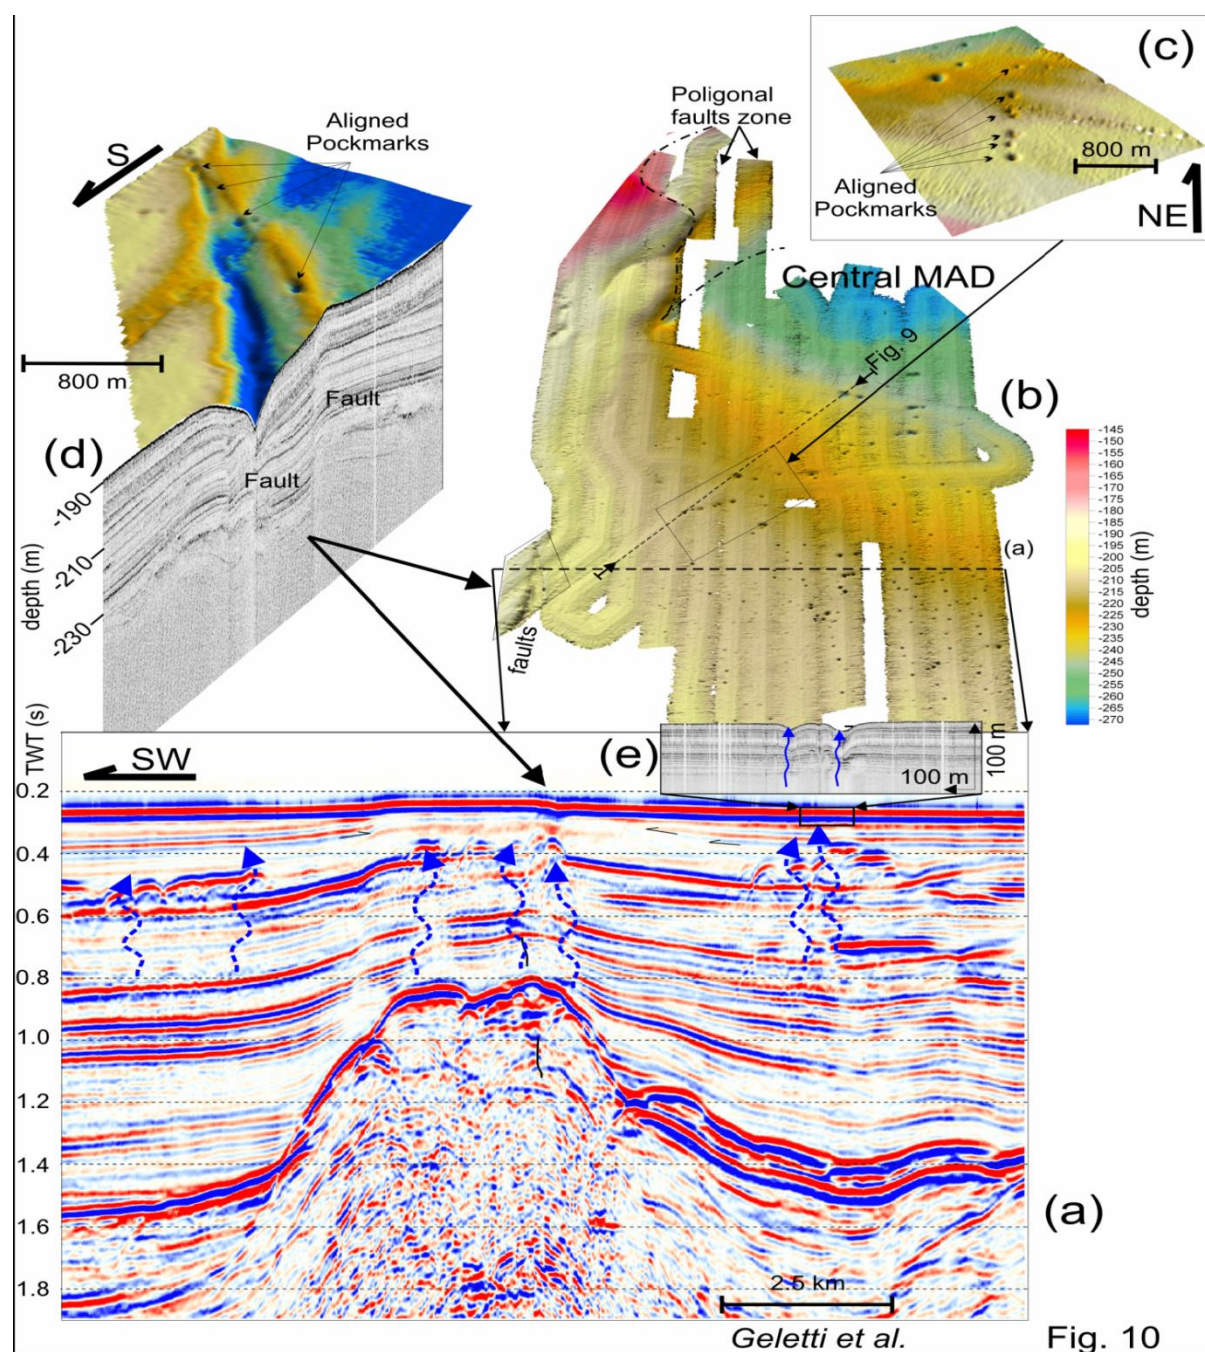 (c)
800 m
Aligned
Pockmarks
NE
Poligonal
faults zone
Aligned
Pockmarks
S
800 m
Fault
Fault
(d)
-190
-210
-230
depth (m)
Central MAD
Fig. 9
(b)
-145
-150
-155
-160
-165
-170
-175
-180
-185
-190
-195
-200
-205
-210
-215
-220
-225
-230
-235
-240
-245
-250
-255
-260
-265
-270
depth (m)
(a)
faults
(e)
100 m
100 m
TWT (s)
SW
0.2
0.4
0.6
0.8
1.0
1.2
1.4
1.6
1.8
(a)
2.5 km
Geletti et al.
Fig. 10